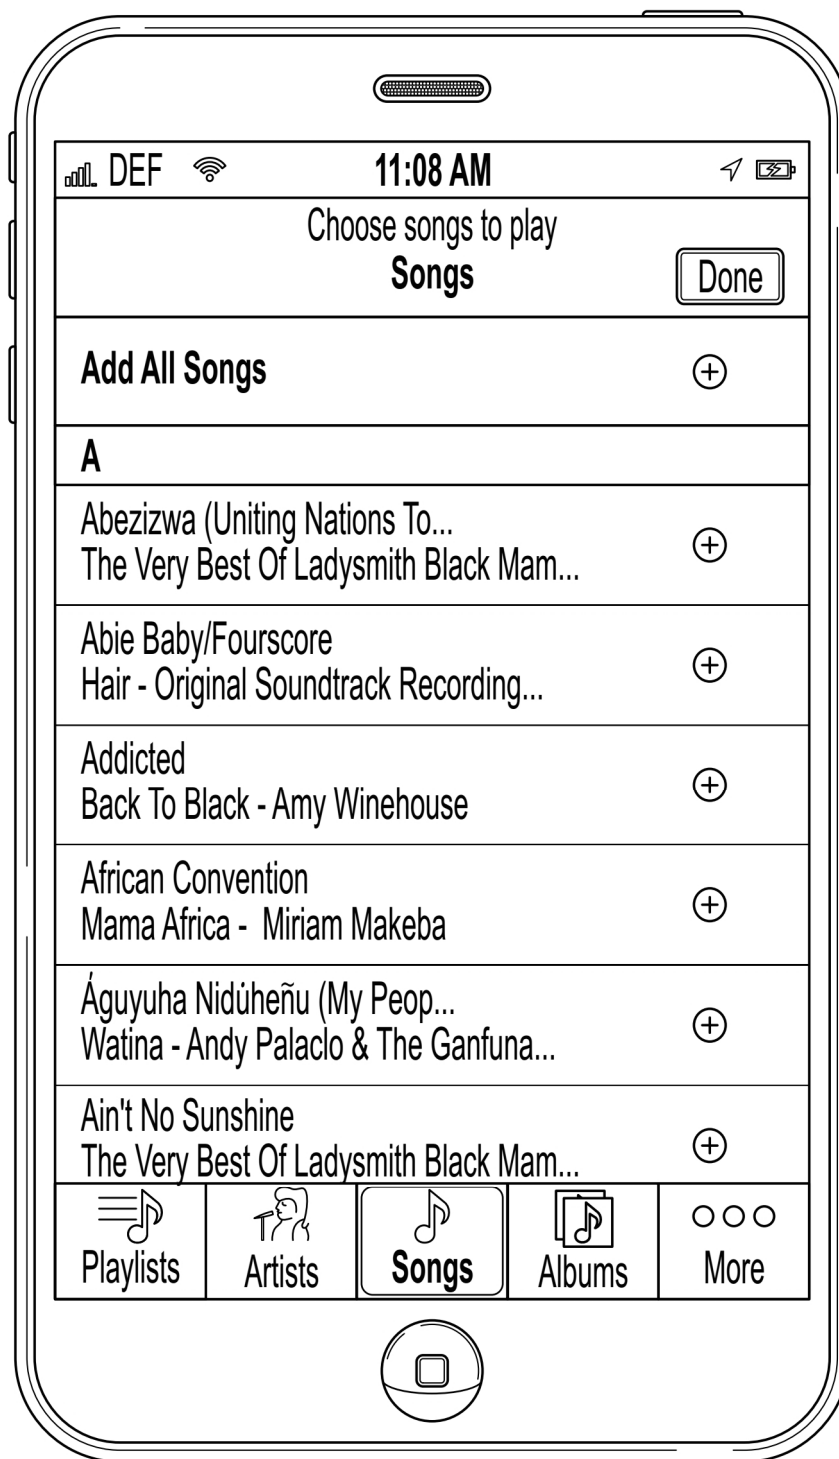 DEF 11:08 AM
Choose songs to play
Songs
Done
Add All Songs
A
Abezizwa (Uniting Nations To...
The Very Best Of Ladysmith Black Mam...
Abie Baby/Fourscore
Hair - Original Soundtrack Recording...
Addicted
Back To Black - Amy Winehouse
African Convention
Mama Africa - Miriam Makeba
Águyuha Nidúheñu (My Peop...
Watina - Andy Palaclo & The Ganfuna...
Ain't No Sunshine
The Very Best Of Ladysmith Black Mam...
Playlists Artists Songs Albums More